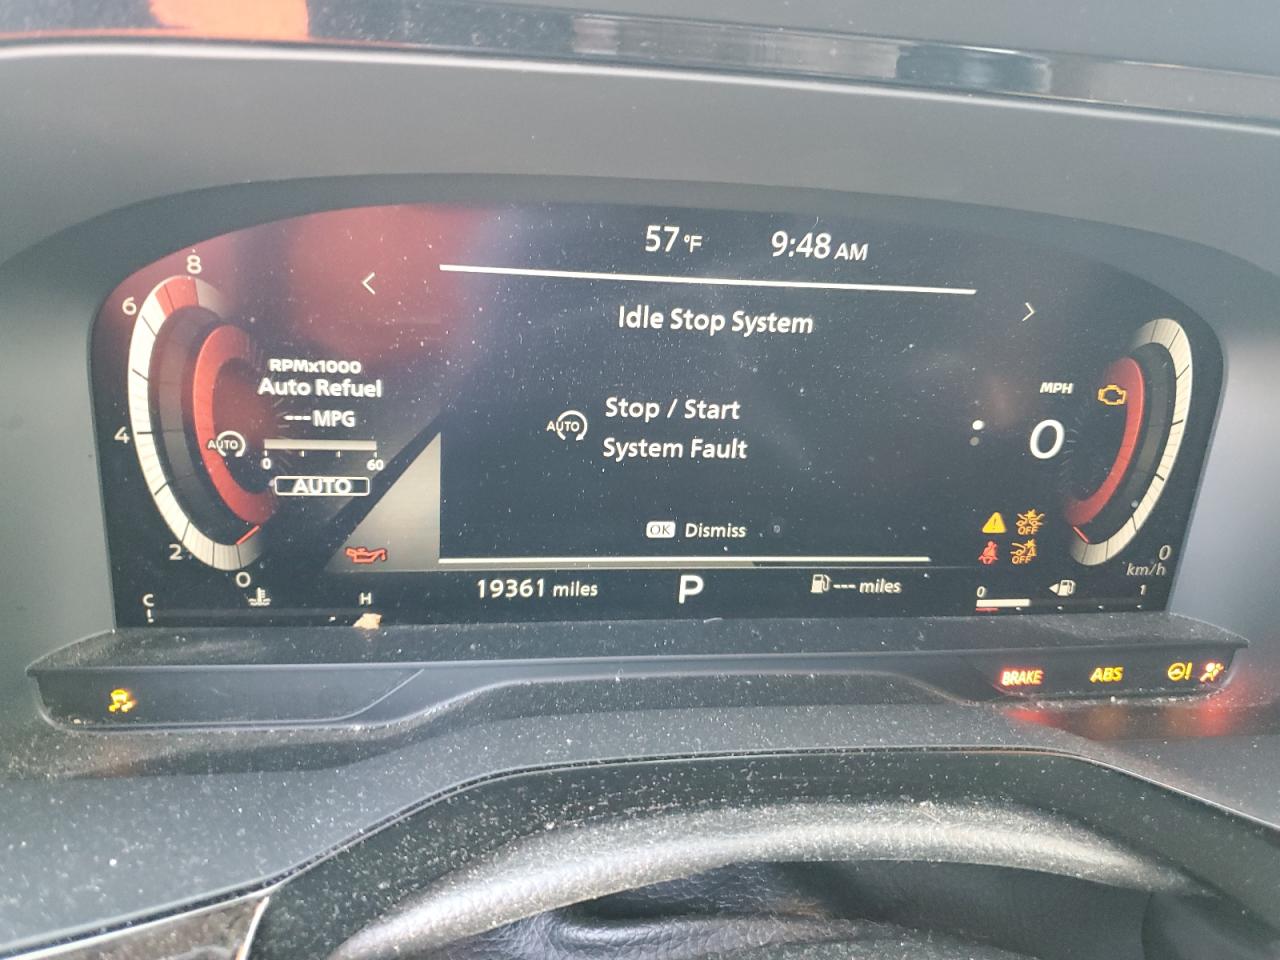 57 °F 9:48 AM
8
6
4
2
0
RPMx1000
Auto Refuel
--- MPG
AUTO
0 60
AUTO
Idle Stop System
AUTO
Stop / Start
System Fault
OK Dismiss
MPH
0
OFF
OFF
0
km/h
C H
19361 miles
P
--- miles
0 1
BRAKE
ABS